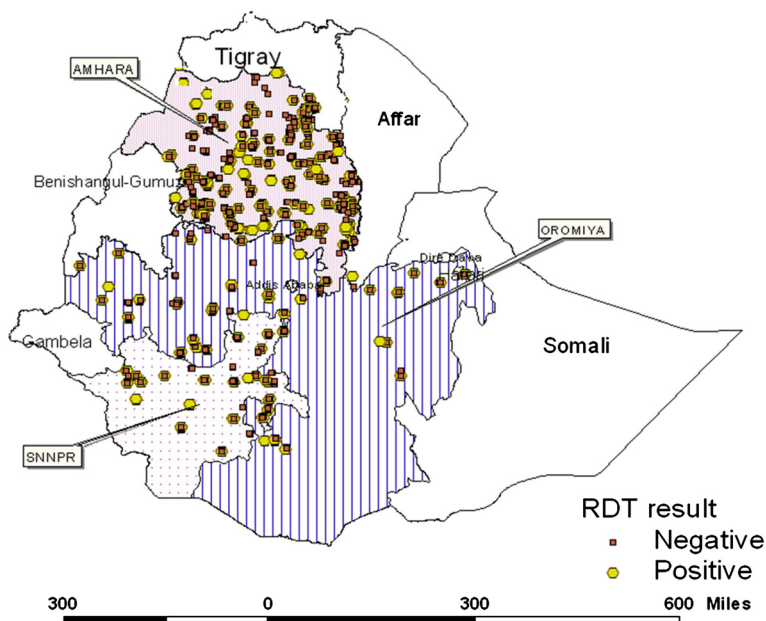 Tigray
AMHARA
Affar
Benishangul-Gumuz
OROMIYA
Dire Dawa
Harari
Addis Ababa
Gambela
Somali
SNNPR
RDT result
Negative
Positive
300 0 300 600 Miles